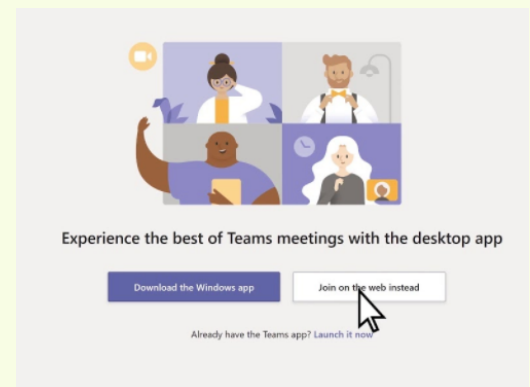 Experience the best of Teams meetings with the desktop app
Download the Windows app
Join on the web instead
Already have the Teams app? Launch it now